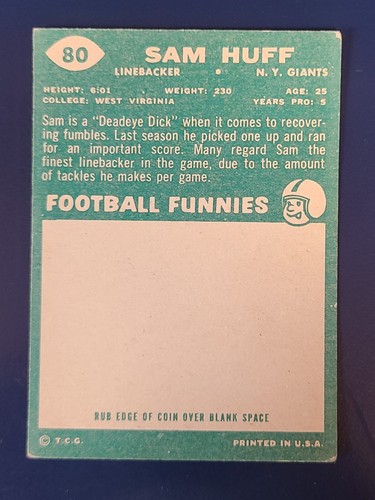 80 SAM HUFF
LINEBACKER • N. Y. GIANTS
HEIGHT: 6:01 WEIGHT: 230 AGE: 25
COLLEGE: WEST VIRGINIA YEARS PRO: 5
Sam is a "Deadeye Dick" when it comes to recover-
ing fumbles. Last season he picked one up and ran
for an important score. Many regard Sam the
finest linebacker in the game, due to the amount
of tackles he makes per game.
FOOTBALL FUNNIES
RUB EDGE OF COIN OVER BLANK SPACE
© T.C.G. PRINTED IN U.S.A.